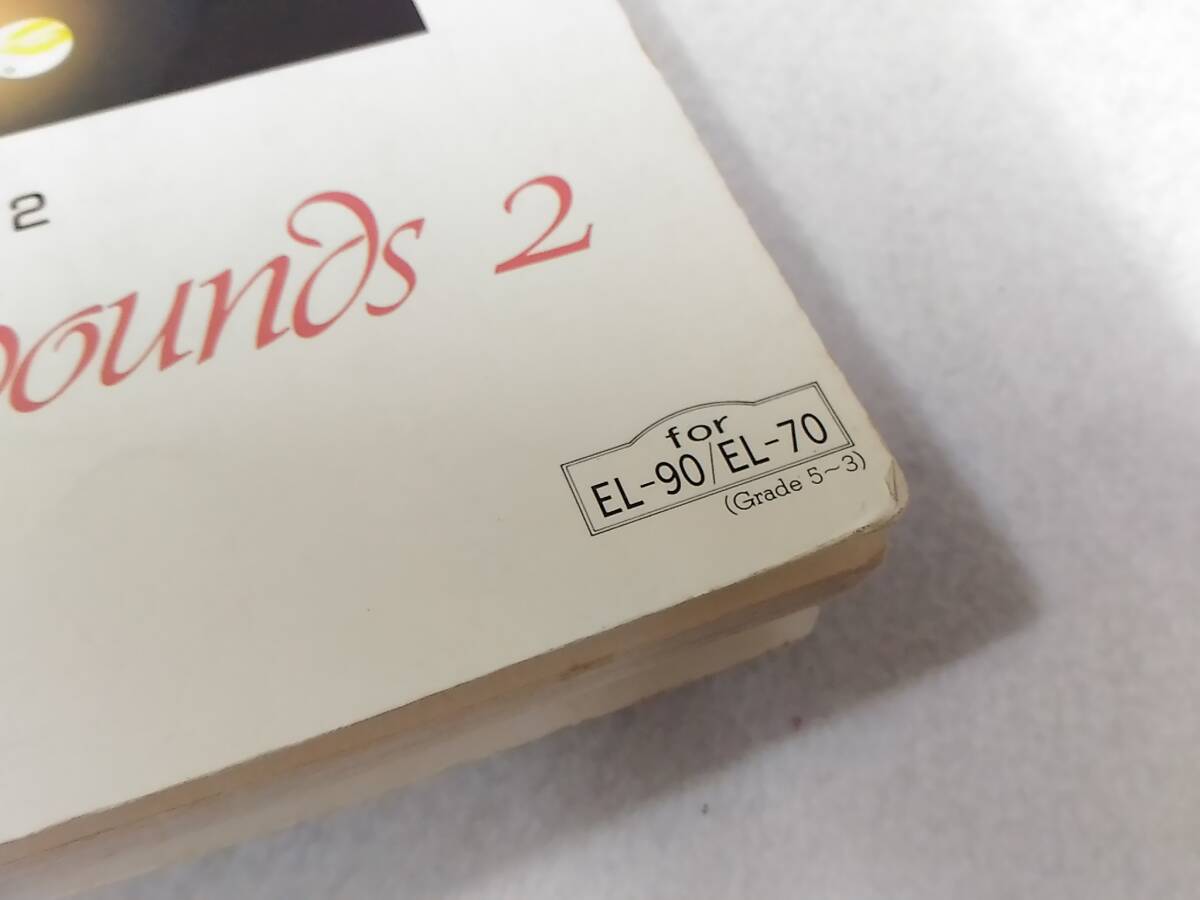 2
ounds 2
for
EL-90/EL-70
(Grade 5~3)